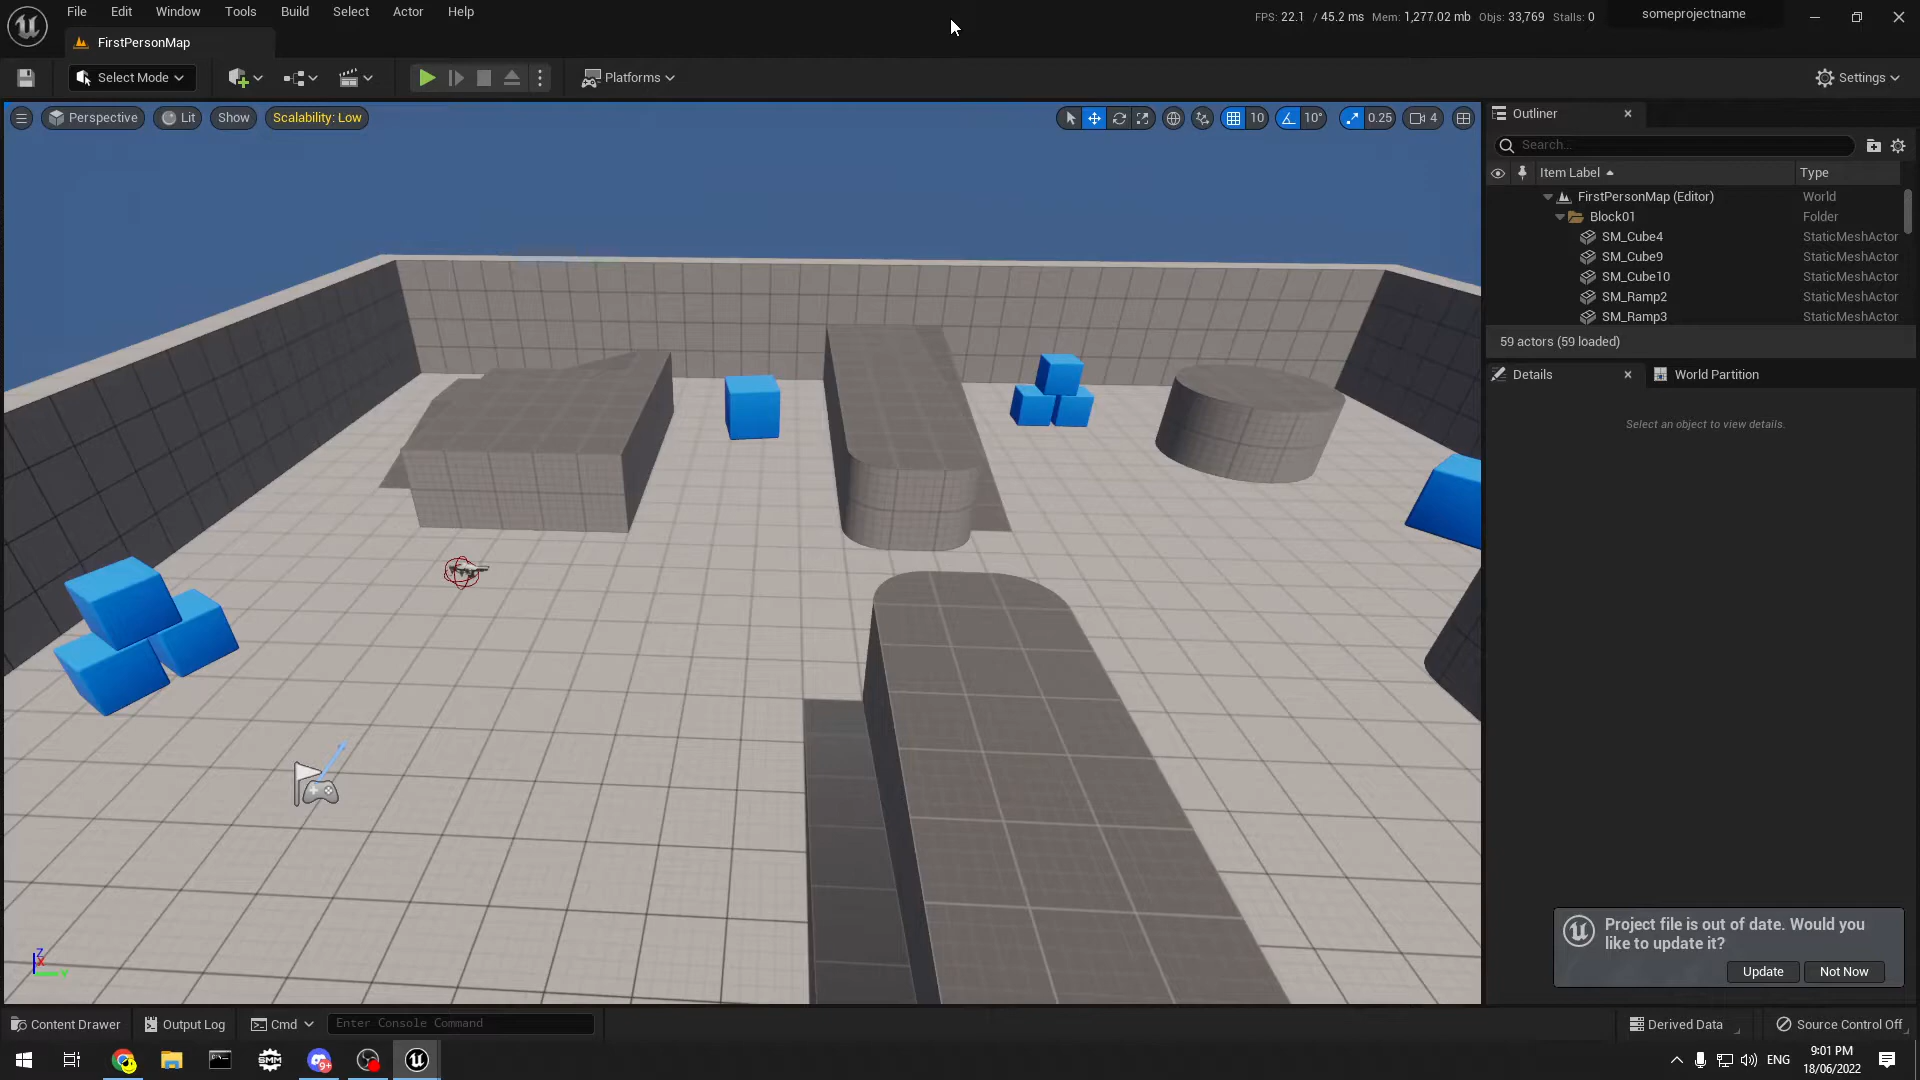 File Edit Window Tools Build Select Actor Help
FPS: 22.1 / 45.2 ms Mem: 1,277.02 mb Objs: 33,769 Stalls: 0
someprojectname
FirstPersonMap
Select Mode
Platforms
Settings
Perspective Lit Show Scalability: Low
10 10° 0.25 4
Outliner
Search...
Item Label Type
FirstPersonMap (Editor) World
Block01 Folder
SM_Cube4 StaticMeshActor
SM_Cube9 StaticMeshActor
SM_Cube10 StaticMeshActor
SM_Ramp2 StaticMeshActor
SM_Ramp3 StaticMeshActor
59 actors (59 loaded)
Details World Partition
Select an object to view details.
Project file is out of date. Would you
like to update it?
Update Not Now
Z
X
Y
Content Drawer Output Log Cmd Enter Console Command
Derived Data Source Control Off
SMM
9+
ENG
9:01 PM
18/06/2022